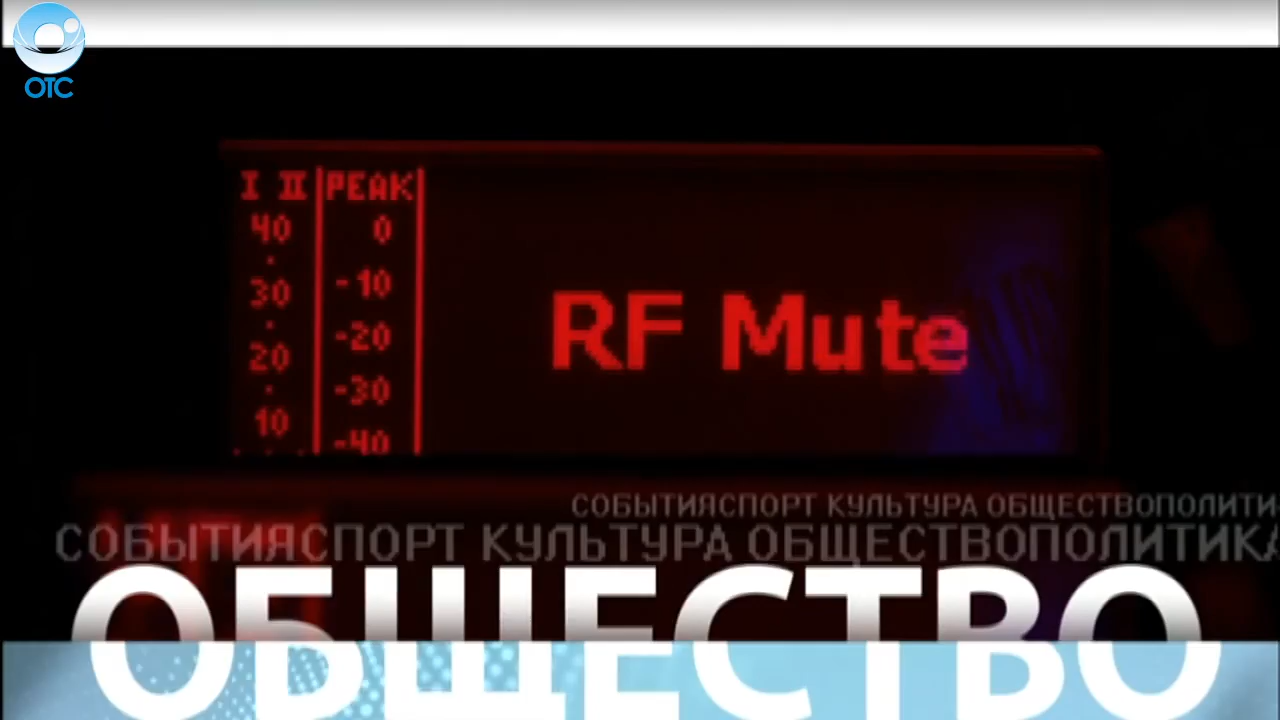 ОТС
I II PEAK
40 0
30 -10
20 -20
10 -30
-40
RF Mute
СОБЫТИЯСПОРТ КУЛЬТУРА ОБЩЕСТВОПОЛИТИ
СОБЫТИЯСПОРТ КУЛЬТУРА ОБЩЕСТВОПОЛИТИКА
ОБЩЕСТВО